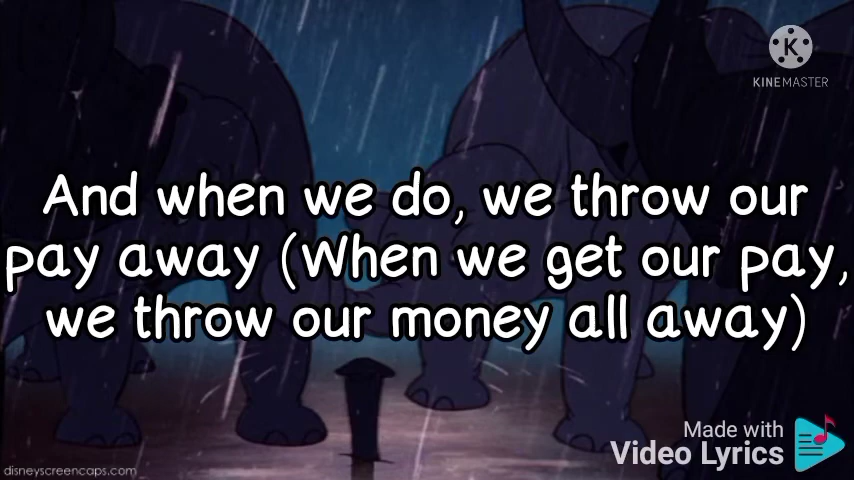 KINEMASTER
And when we do, we throw our
pay away (When we get our pay,
we throw our money all away)
Made with
Video Lyrics
disneyscreencaps.com